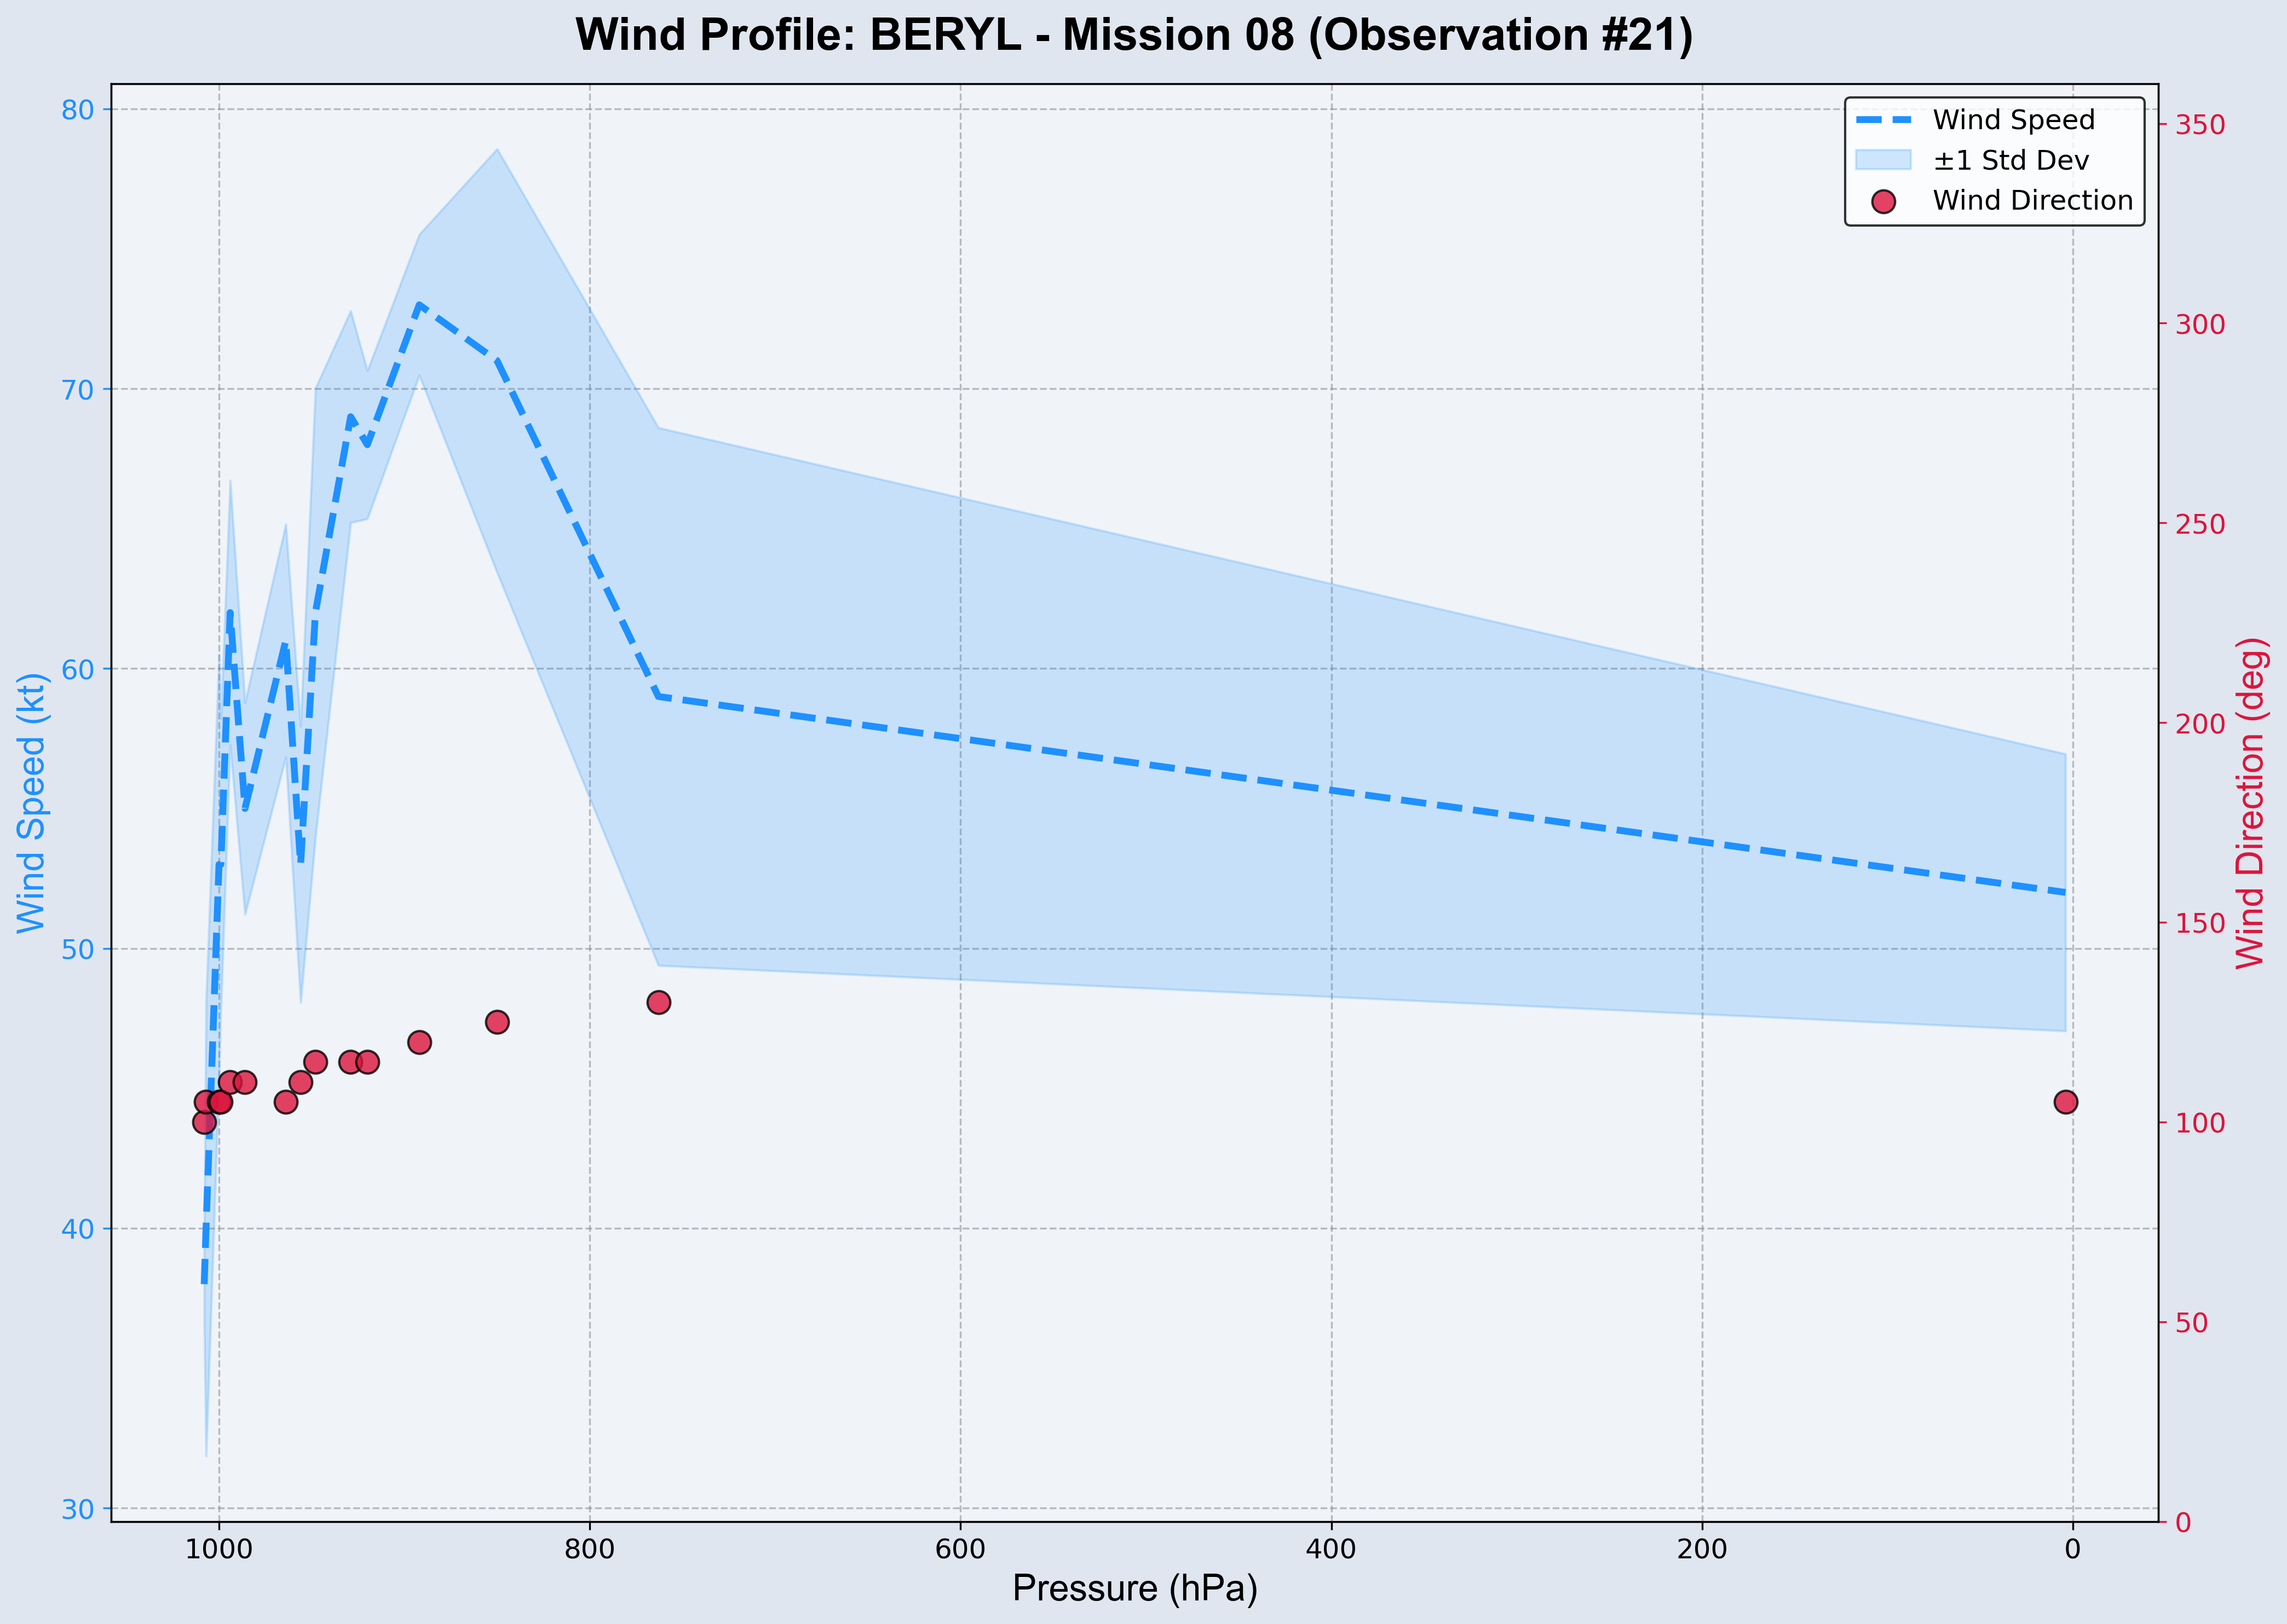 Wind Profile: BERYL - Mission 08 (Observation #21)
Wind Speed
±1 Std Dev
Wind Direction
80
70
60
50
40
30
Wind Speed (kt)
350
300
250
200
150
100
50
0
Wind Direction (deg)
1000 800 600 400 200 0
Pressure (hPa)